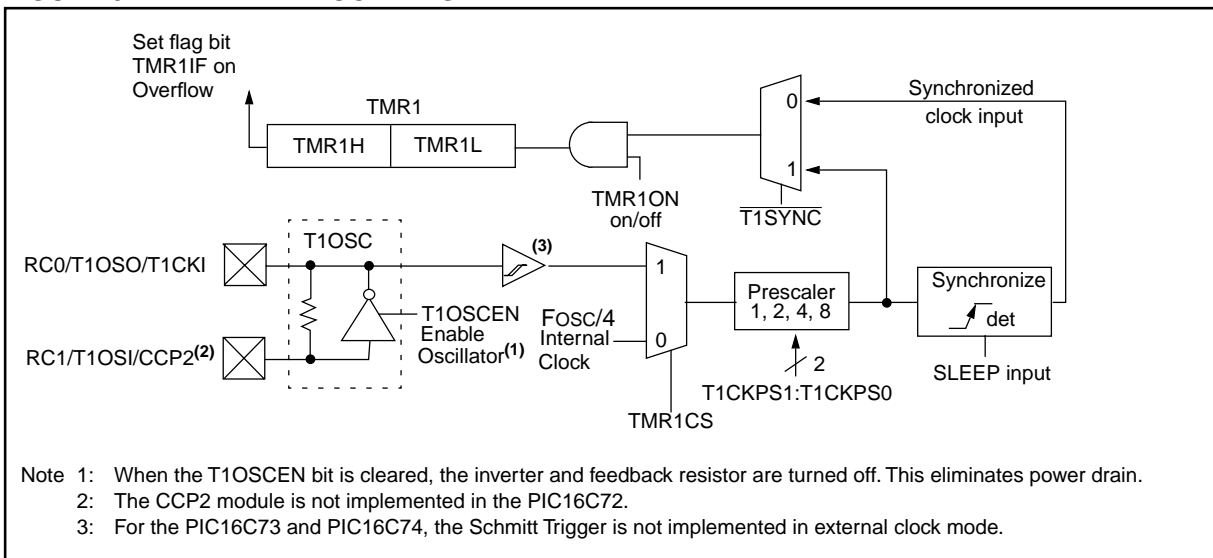 Set flag bit
TMR1IF on
Overflow
TMR1
TMR1H
TMR1L
TMR1ON
on/off
0
1
T1SYNC
Synchronized
clock input
T1OSC
RC0/T1OSO/T1CKI
(3)
RC1/T1OSI/CCP2(2)
T1OSCEN
Enable
Oscillator(1)
FOSC/4
Internal
Clock
1
0
TMR1CS
Prescaler
1, 2, 4, 8
2
T1CKPS1:T1CKPS0
Synchronize
det
SLEEP input
Note 1: When the T1OSCEN bit is cleared, the inverter and feedback resistor are turned off. This eliminates power drain.
2: The CCP2 module is not implemented in the PIC16C72.
3: For the PIC16C73 and PIC16C74, the Schmitt Trigger is not implemented in external clock mode.